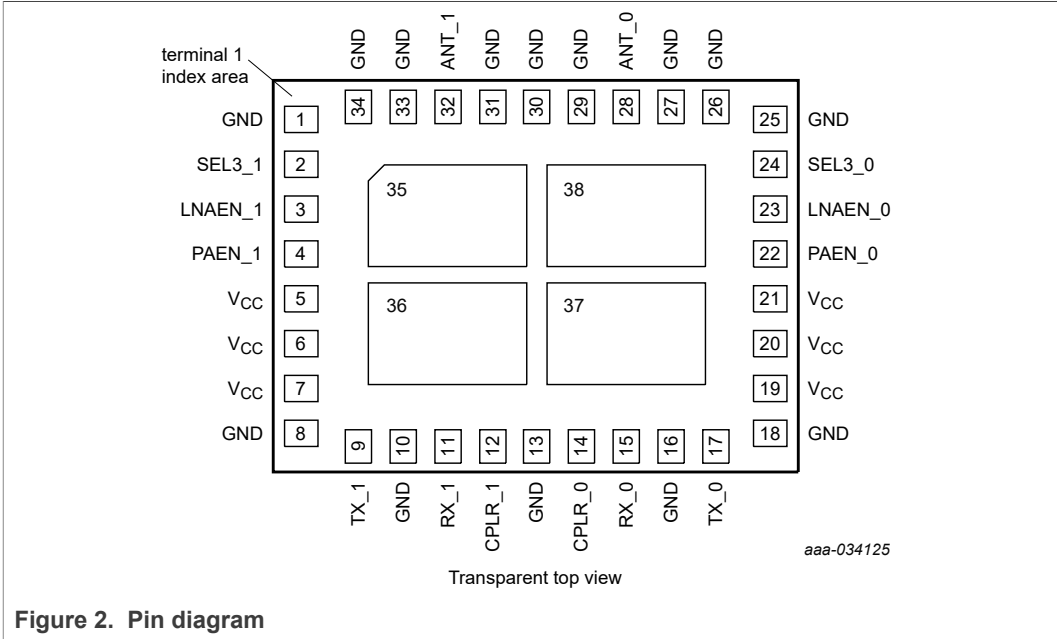 GND GND ANT_1 GND GND GND ANT_0 GND GND
terminal 1
index area
34 33 32 31 30 29 28 27 26
GND 1 25 GND
SEL3_1 2 24 SEL3_0
LNAEN_1 3 23 LNAEN_0
PAEN_1 4 22 PAEN_0
VCC 5 21 VCC
VCC 6 20 VCC
VCC 7 19 VCC
GND 8 18 GND
35 38
36 37
9 10 11 12 13 14 15 16 17
TX_1 GND RX_1 CPLR_1 GND CPLR_0 RX_0 GND TX_0
aaa-034125
Transparent top view
Figure 2. Pin diagram